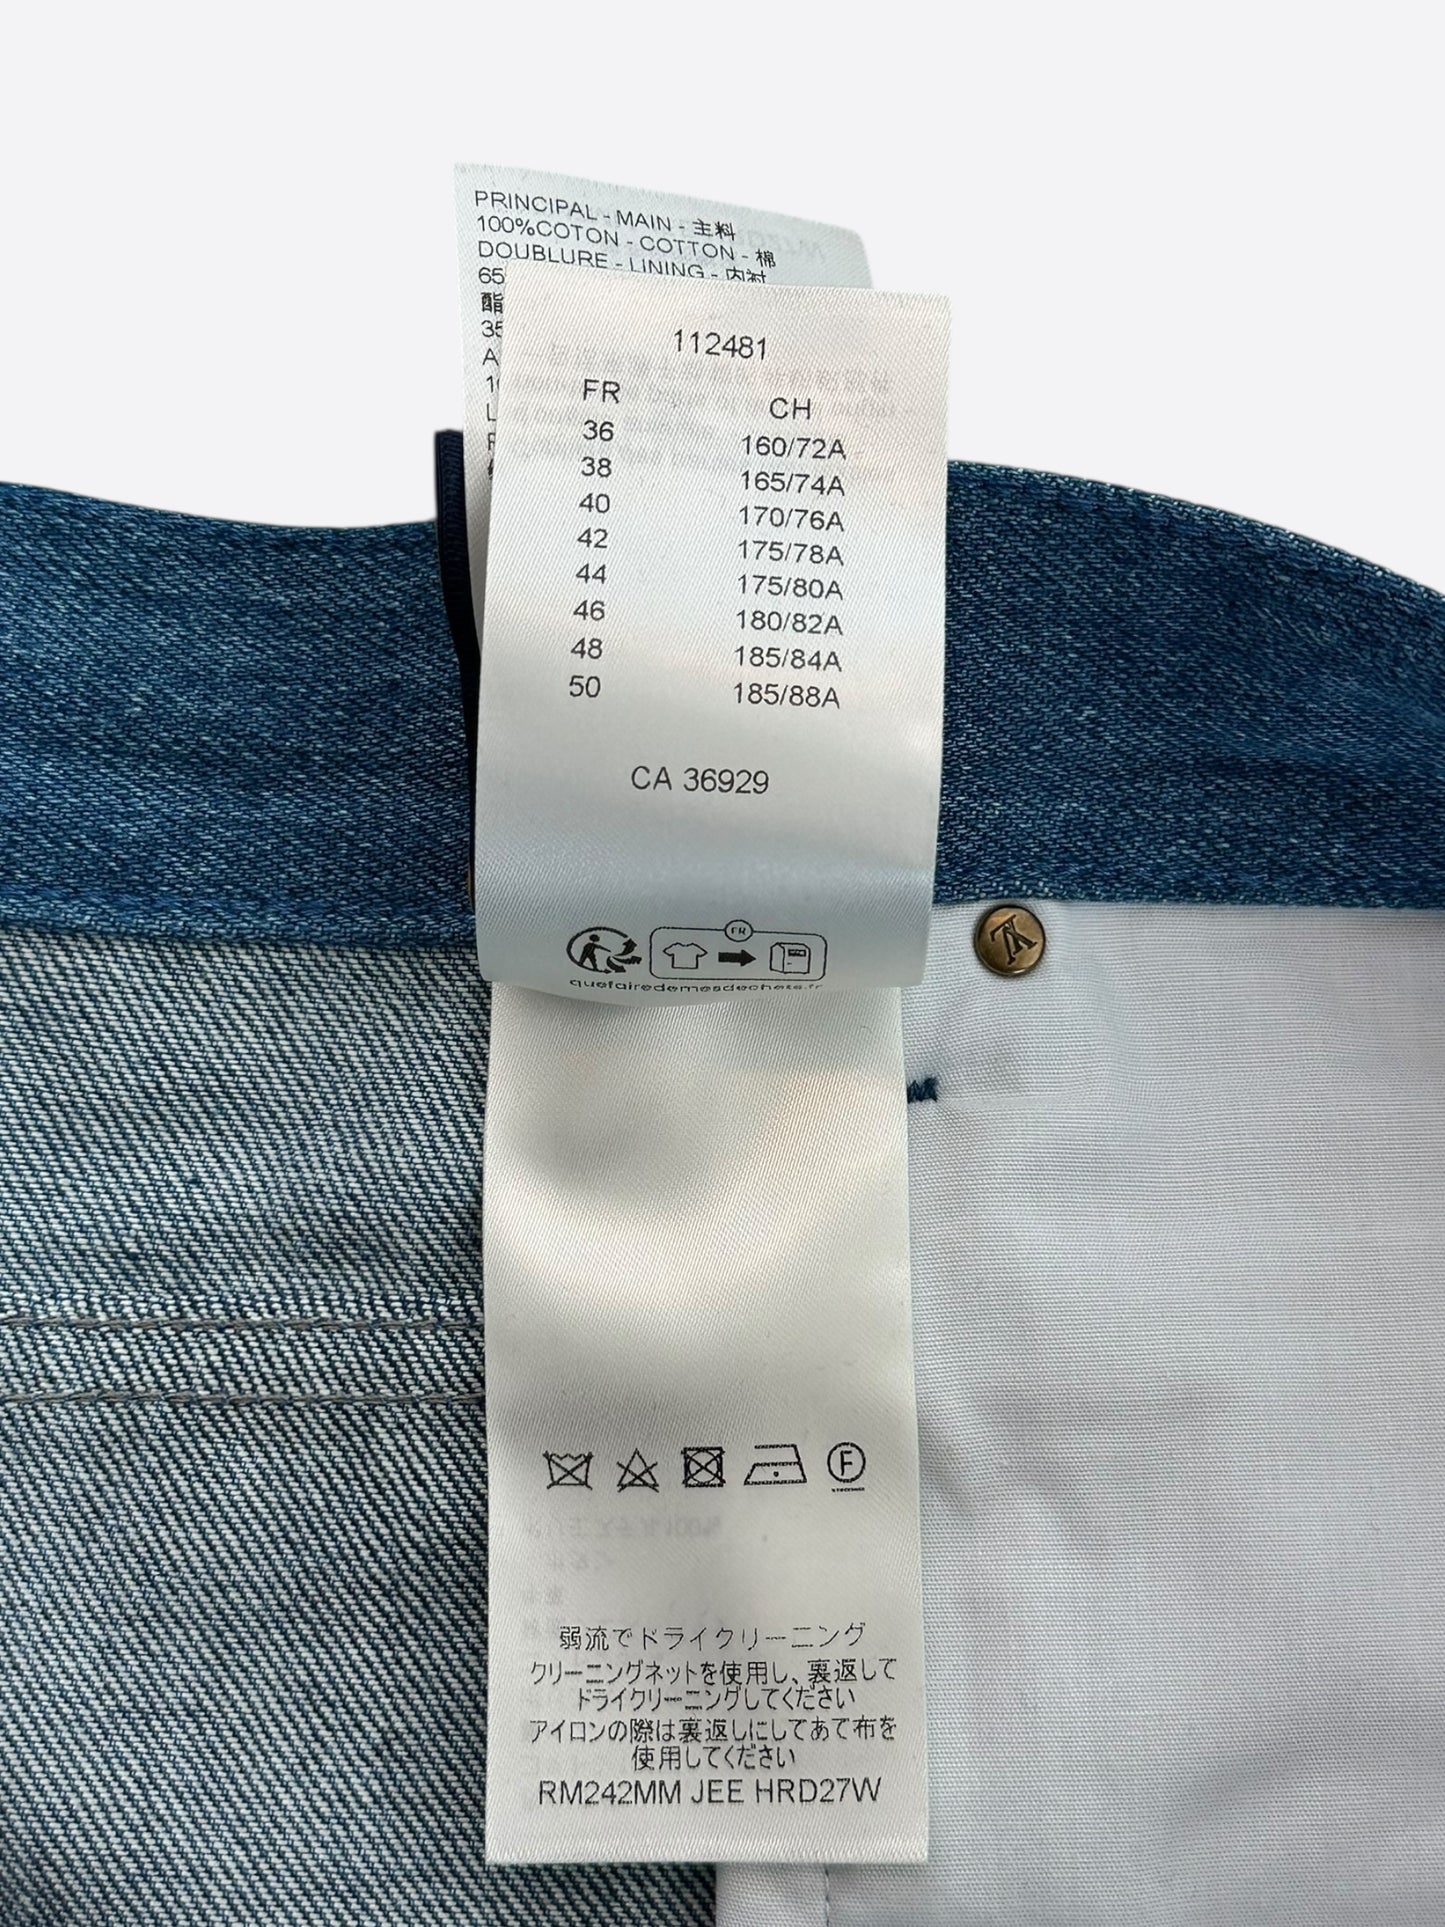 PRINCIPAL - MAIN - 主料
100%COTON - COTTON - 棉
DOUBLURE - LINING - 内衬
65
酯
35
112481
FR CH
36 160/72A
38 165/74A
40 170/76A
42 175/78A
44 175/80A
46 180/82A
48 185/84A
50 185/88A
CA 36929
FR
quefairedemesdechets.fr
LV
F
弱流でドライクリーニング
クリーニングネットを使用し、裏返して
ドライクリーニングしてください
アイロンの際は裏返しにしてあて布を
使用してください
RM242MM JEE HRD27W